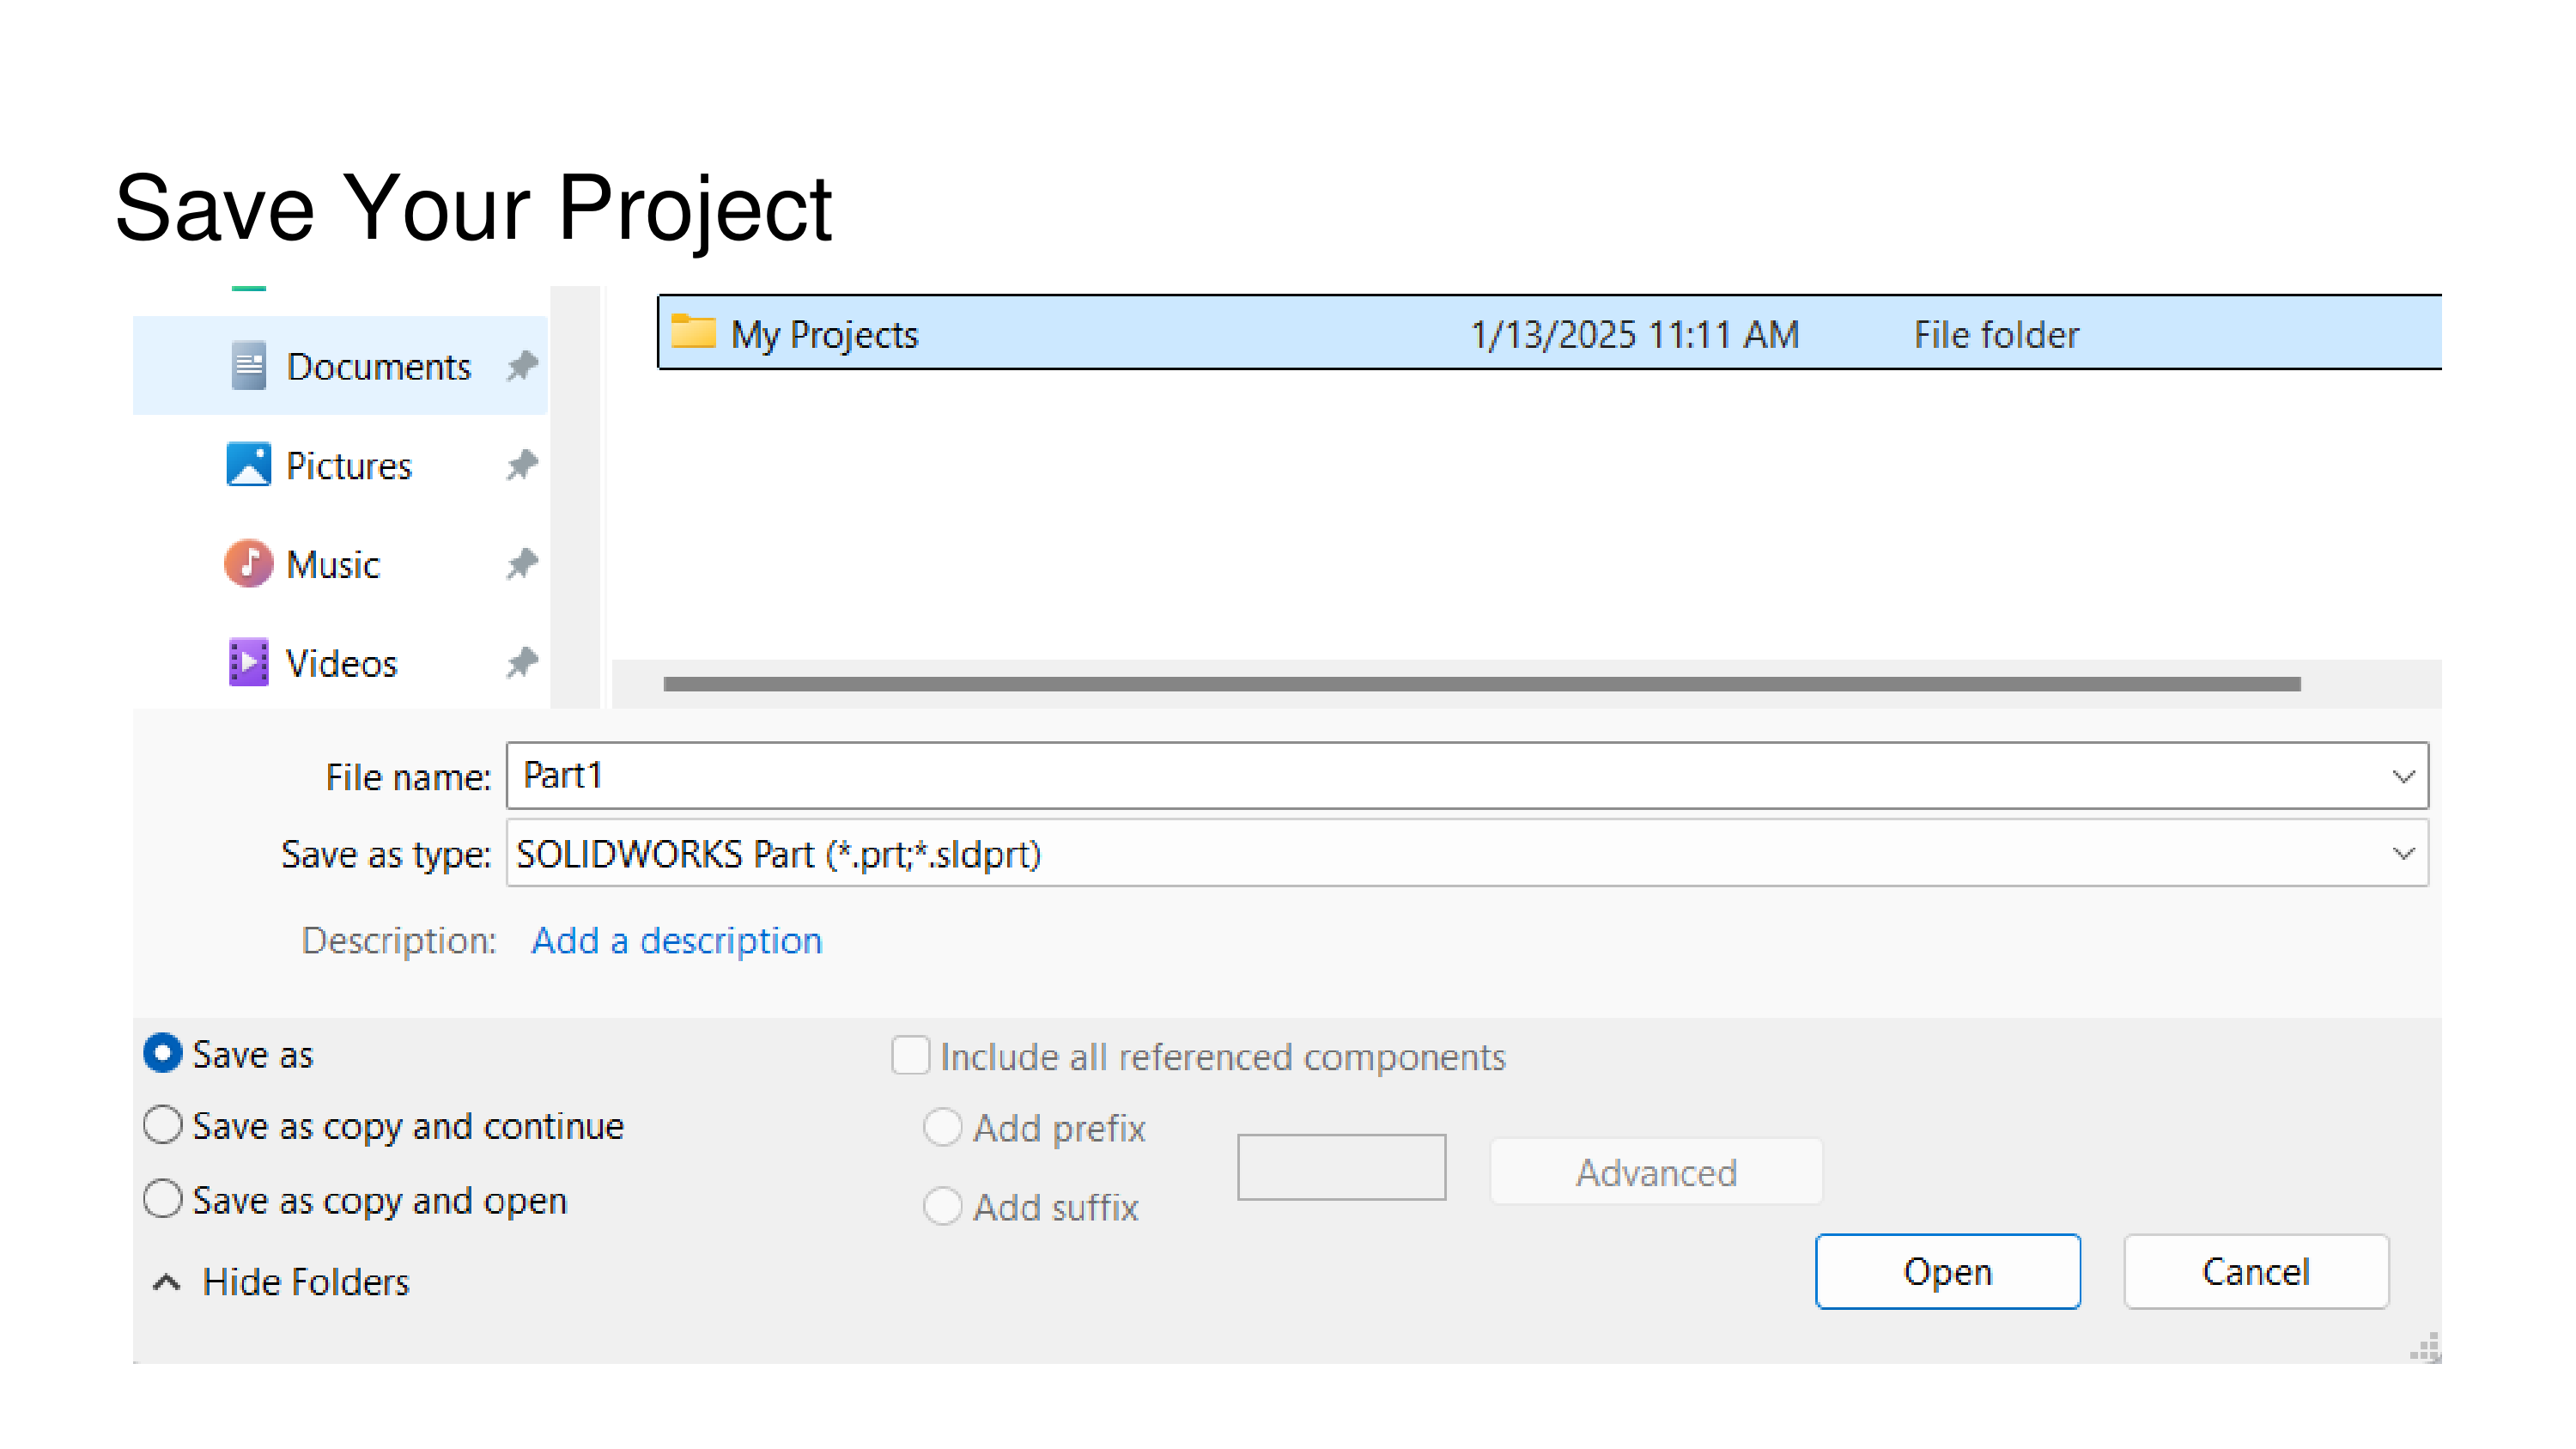 Save Your Project
Documents
Pictures
Music
Videos
My Projects 1/13/2025 11:11 AM File folder
File name: Part1
Save as type: SOLIDWORKS Part (*.prt;*.sldprt)
Description: Add a description
Save as
Save as copy and continue
Save as copy and open
Include all referenced components
Add prefix
Add suffix
Advanced
Hide Folders
Open Cancel